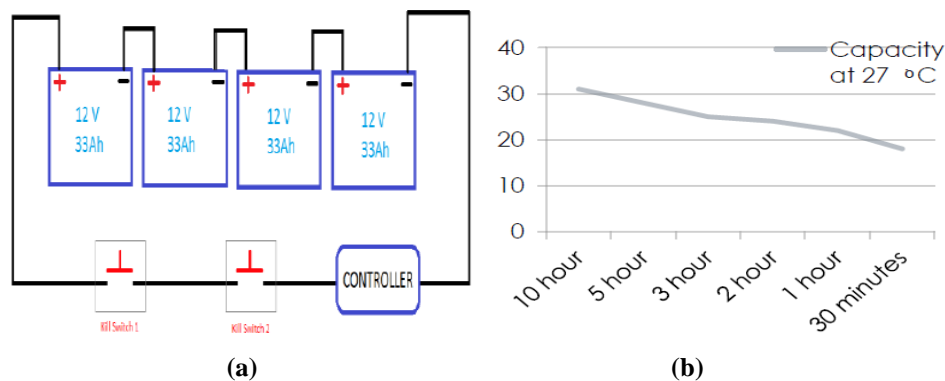 + - + - + - + -
12 V 12 V 12 V 12 V
33Ah 33Ah 33Ah 33Ah
Kill Switch 1
Kill Switch 2
CONTROLLER
(a)
40
30
20
10
0
Capacity
at 27 °C
10 hour
5 hour
3 hour
2 hour
1 hour
30 minutes
(b)